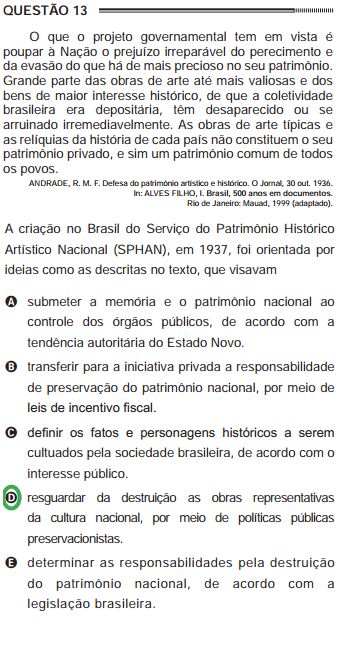 QUESTÃO 13
O que o projeto governamental tem em vista é
poupar à Nação o prejuízo irreparável do perecimento e
da evasão do que há de mais precioso no seu patrimônio.
Grande parte das obras de arte até mais valiosas e dos
bens de maior interesse histórico, de que a coletividade
brasileira era depositária, têm desaparecido ou se
arruinado irremediavelmente. As obras de arte típicas e
as relíquias da história de cada país não constituem o seu
patrimônio privado, e sim um patrimônio comum de todos
os povos.
ANDRADE, R. M. F. Defesa do patrimônio artístico e histórico. O Jornal, 30 out. 1936.
In: ALVES FILHO, I. Brasil, 500 anos em documentos.
Rio de Janeiro: Mauad, 1999 (adaptado).
A criação no Brasil do Serviço do Patrimônio Histórico
Artístico Nacional (SPHAN), em 1937, foi orientada por
ideias como as descritas no texto, que visavam
A submeter a memória e o patrimônio nacional ao
controle dos órgãos públicos, de acordo com a
tendência autoritária do Estado Novo.
B transferir para a iniciativa privada a responsabilidade
de preservação do patrimônio nacional, por meio de
leis de incentivo fiscal.
C definir os fatos e personagens históricos a serem
cultuados pela sociedade brasileira, de acordo com o
interesse público.
D resguardar da destruição as obras representativas
da cultura nacional, por meio de políticas públicas
preservacionistas.
E determinar as responsabilidades pela destruição
do patrimônio nacional, de acordo com a
legislação brasileira.